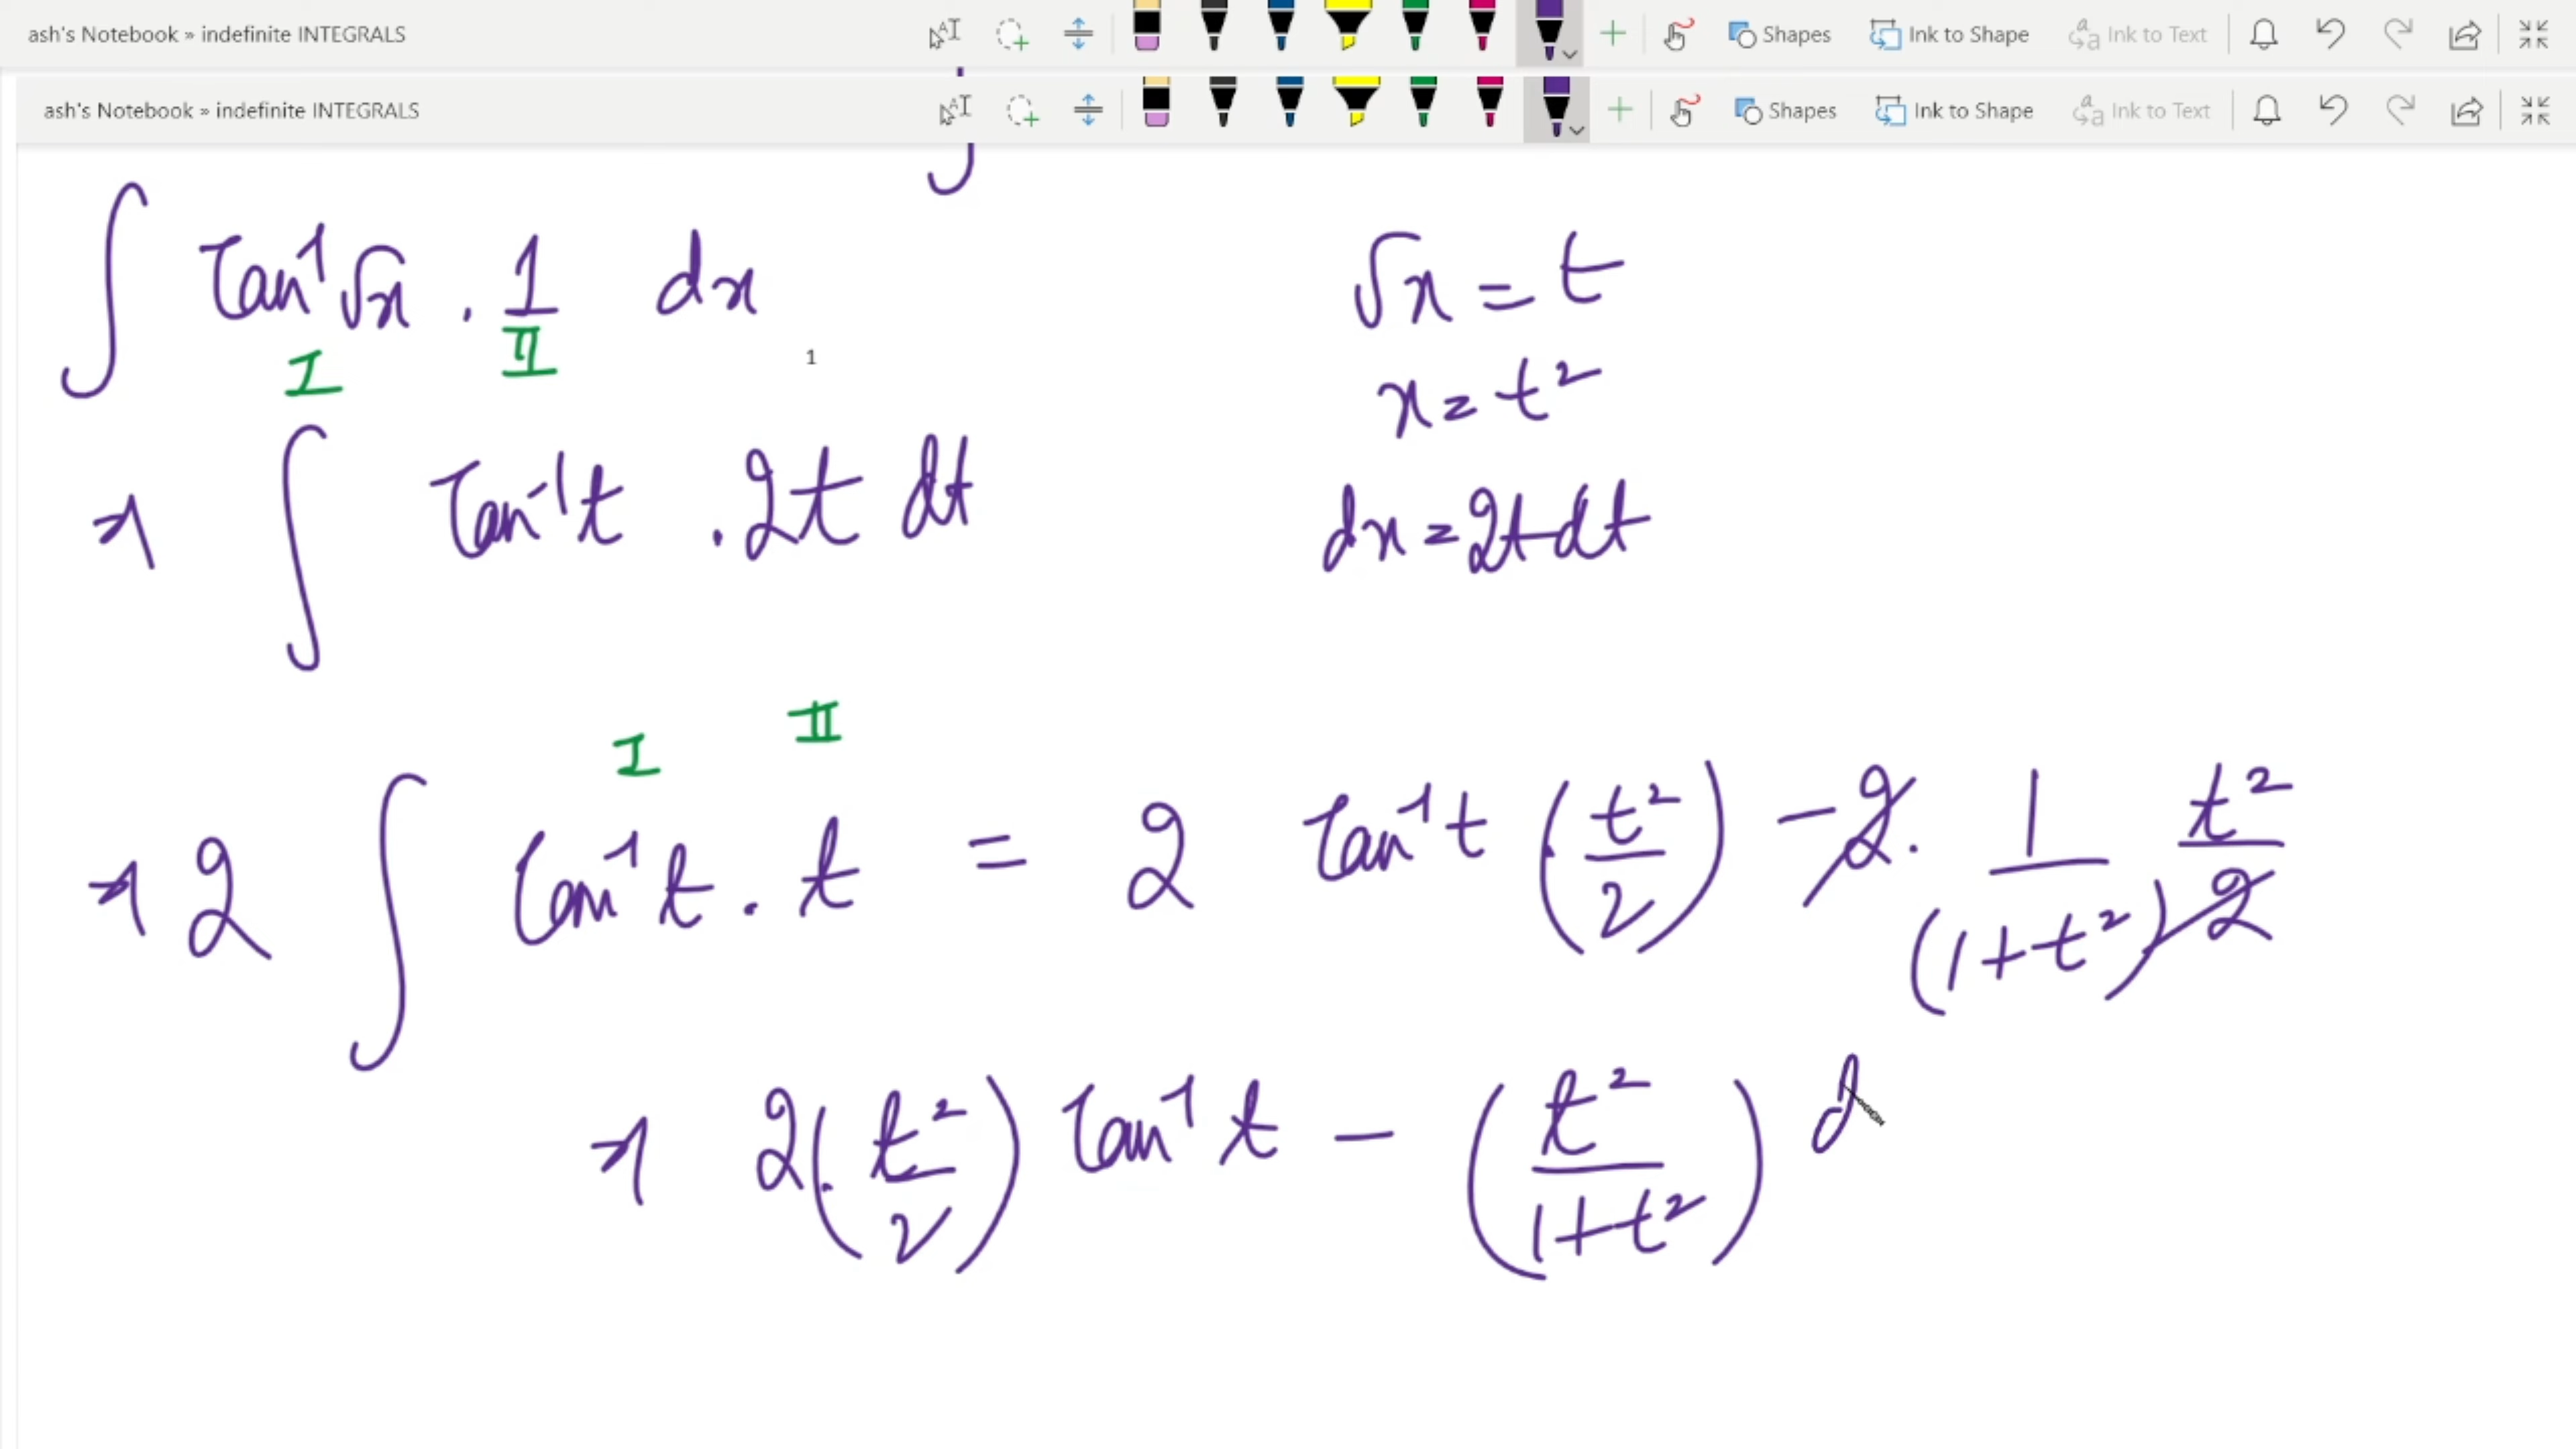 ash's Notebook » indefinite INTEGRALS Shapes Ink to Shape Ink to Text
ash's Notebook » indefinite INTEGRALS Shapes Ink to Shape Ink to Text
∫ tan⁻¹√x . 1 dx
I II 1
√x = t
x = t²
∫ tan⁻¹t . 2t dt
dx = 2t dt
I II
2 ∫ tan⁻¹t . t = 2 tan⁻¹t (t²/2) - 2 . 1/(1+t²) t²/2
2(t²/2) tan⁻¹t - (t²/1+t²) d